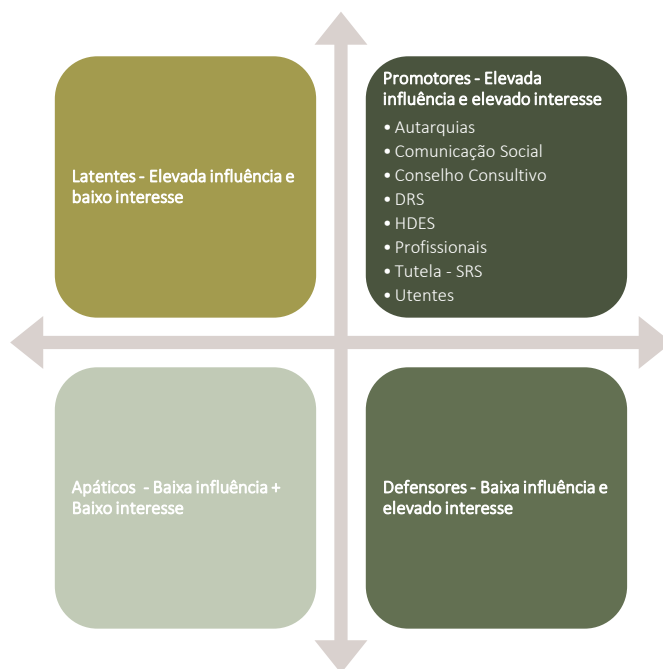 Promotores - Elevada
influência e elevado interesse
• Autarquias
• Comunicação Social
• Conselho Consultivo
• DRS
• HDES
• Profissionais
• Tutela - SRS
• Utentes
Latentes - Elevada influência e
baixo interesse
Apáticos - Baixa influência +
Baixo interesse
Defensores - Baixa influência e
elevado interesse